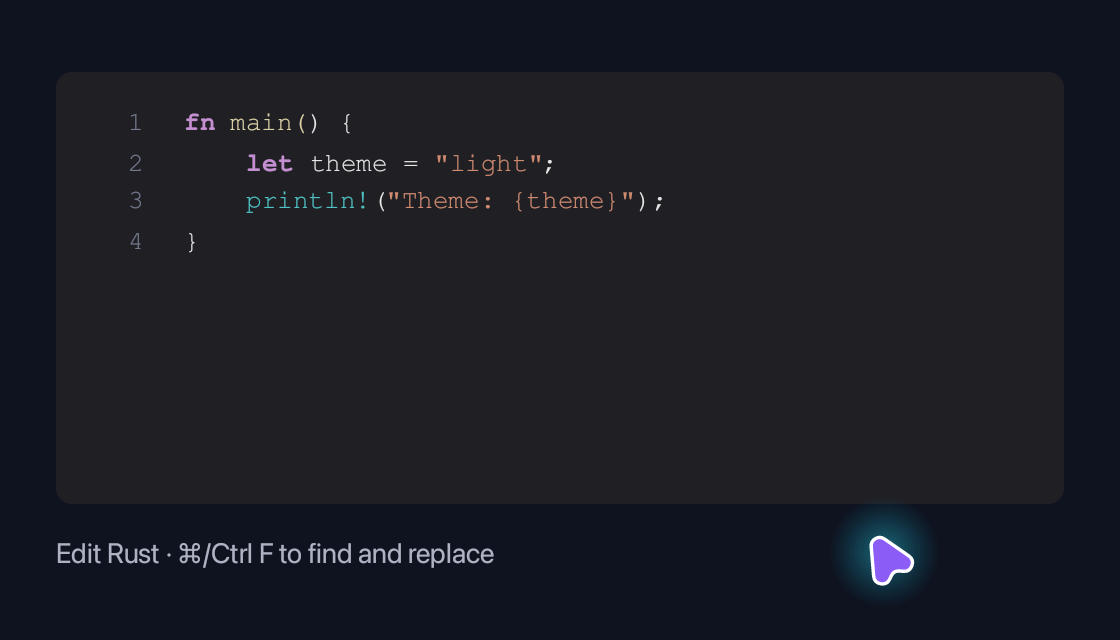 1 fn main() {
2     let theme = "light";
3     println!("Theme: {theme}");
4 }
Edit Rust · ⌘/Ctrl F to find and replace